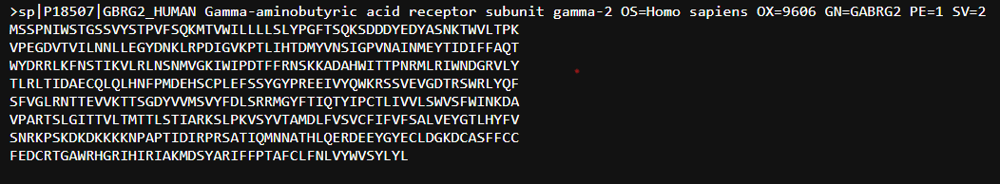 >sp|P18507|GBRG2_HUMAN Gamma-aminobutyric acid receptor subunit gamma-2 OS=Homo sapiens OX=9606 GN=GABRG2 PE=1 SV=2
MSSPNIWSTGSSVYSTPVFSQKMTVWILLLLSLYPGFTSQKSDDDYEDYASNKTWVLTPK
VPEGDVTVILNNLLEGYDNKLRPDIGVKPTLIHTDMYVNSIGPVNAINMEYTIDIFFAQT
WYDRRLKFNSTIKVLRLNSNMVGKIWIPDTFFRNSKKADAHWITTPNRMLRIWNDGRVLY
TLRLTIDAECQLQLHNFPMDEHSCPLEFSSYGYPREEIVYQWKRSSVEVGDTRSWRLYQF
SFVGLRNTTEVVKTTSGDYVVMSVYFDLSRRMGYFTIQTYIPCTLIVVLSWVSFWINKDA
VPARTSLGITTVLTMTTLSTIARKSLPKVSYVTAMDLFVSVCFIFVFSALVEYGTLHYFV
SNRKPSKDKDKKKKNPAPTIDIRPRSATIQMNNATHLQERDEEYGYECLDGKDCASFFCC
FEDCRTGAWRHGRIHIRIAKMDSYARIFFPTAFCLFNLVYWVSYLYL